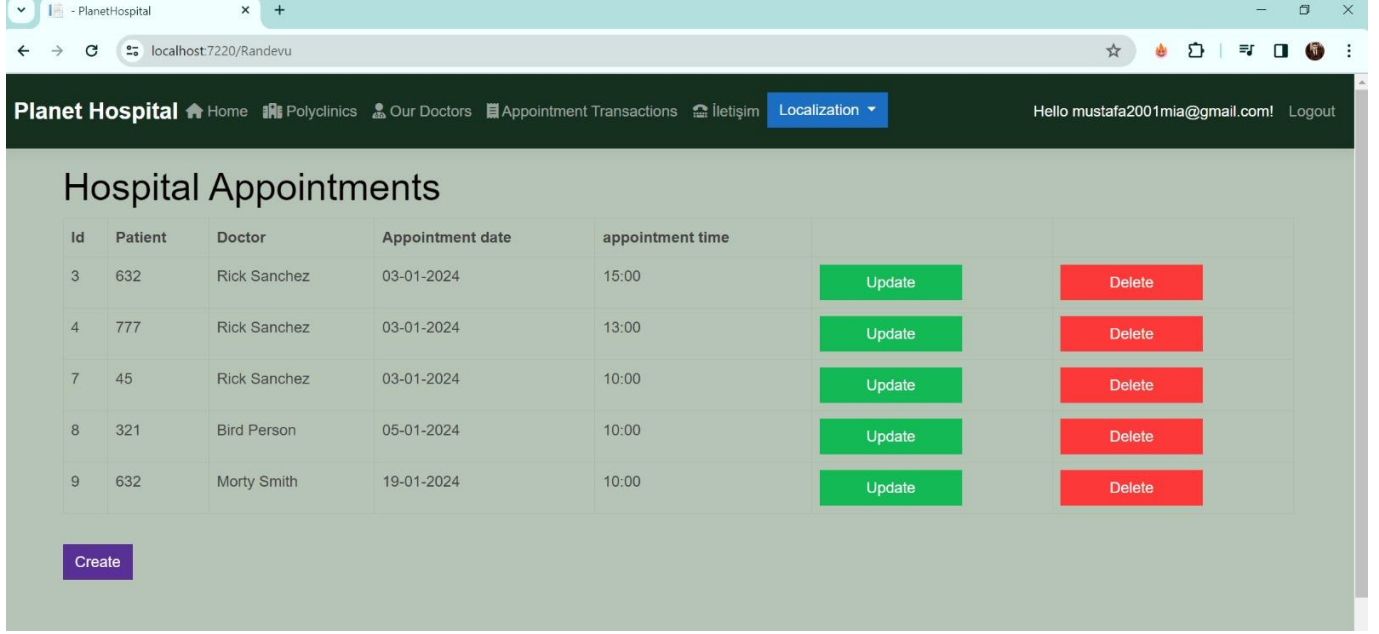 - PlanetHospital
localhost:7220/Randevu
Planet Hospital Home Polyclinics Our Doctors Appointment Transactions İletişim Localization Hello mustafa2001mia@gmail.com! Logout
Hospital Appointments
Id Patient Doctor Appointment date appointment time
3 632 Rick Sanchez 03-01-2024 15:00 Update Delete
4 777 Rick Sanchez 03-01-2024 13:00 Update Delete
7 45 Rick Sanchez 03-01-2024 10:00 Update Delete
8 321 Bird Person 05-01-2024 10:00 Update Delete
9 632 Morty Smith 19-01-2024 10:00 Update Delete
Create